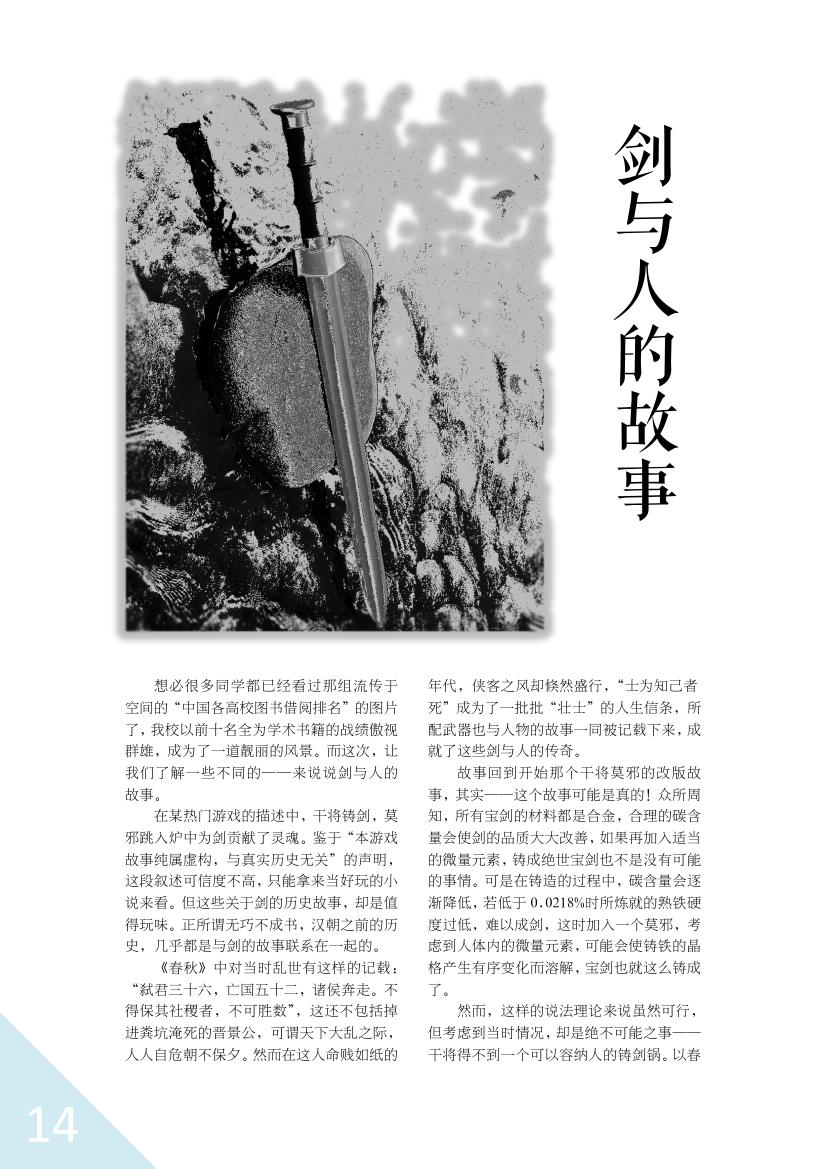 剑与人的故事
想必很多同学都已经看过那组流传于
空间的“中国各高校图书借阅排名”的图片
了，我校以前十名全为学术书籍的战绩傲视
群雄，成为了一道靓丽的风景。而这次，让
我们了解一些不同的——来说说剑与人的
故事。
在某热门游戏的描述中，干将铸剑，莫
邪跳入炉中为剑贡献了灵魂。鉴于“本游戏
故事纯属虚构，与真实历史无关”的声明，
这段叙述可信度不高，只能拿来当好玩的小
说来看。但这些关于剑的历史故事，却是值
得玩味。正所谓无巧不成书，汉朝之前的历
史，几乎都是与剑的故事联系在一起的。
《春秋》中对当时乱世有这样的记载：
“弑君三十六，亡国五十二，诸侯奔走。不
得保其社稷者，不可胜数”，这还不包括掉
进粪坑淹死的晋景公，可谓天下大乱之际，
人人自危朝不保夕。然而在这人命贱如纸的
年代，侠客之风却倏然盛行，“士为知己者
死”成为了一批批“壮士”的人生信条，所
配武器也与人物的故事一同被记载下来，成
就了这些剑与人的传奇。
故事回到开始那个干将莫邪的改版故
事，其实——这个故事可能是真的！众所周
知，所有宝剑的材料都是合金，合理的碳含
量会使剑的品质大大改善，如果再加入适当
的微量元素，铸成绝世宝剑也不是没有可能
的事情。可是在铸造的过程中，碳含量会逐
渐降低，若低于 0.0218%时所炼就的熟铁硬
度过低，难以成剑，这时加入一个莫邪，考
虑到人体内的微量元素，可能会使铸铁的晶
格产生有序变化而溶解，宝剑也就这么铸成
了。
然而，这样的说法理论来说虽然可行，
但考虑到当时情况，却是绝不可能之事——
干将得不到一个可以容纳人的铸剑锅。以春
14